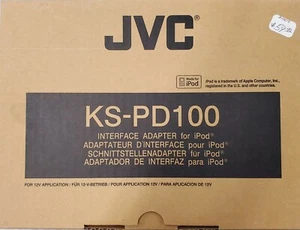 JVC
Made for
iPod
iPod is a trademark of Apple Computer, Inc.,
registered in the U.S. and other countries.
KS-PD100
INTERFACE ADAPTER for iPod®
ADAPTATEUR D'INTERFACE pour iPod®
SCHNITTSTELLENADAPTER für iPod®
ADAPTADOR DE INTERFAZ para iPod®
FOR 12V APPLICATION / FÜR 12-V-BETRIEB / POUR APPLICATION 12V / PARA APLICACIÓN DE 12V